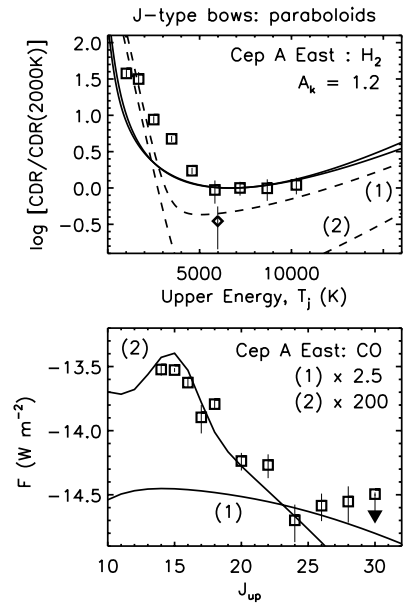 J-type bows: paraboloids
Cep A East : H₂
Aₖ = 1.2
2.0
1.5
1.0
0.5
0.0
−0.5
log [CDR/CDR(2000K)]
(1)
(2)
5000 10000
Upper Energy, Tⱼ (K)
(2) Cep A East: CO
(1) x 2.5
(2) x 200
−13.5
−14.0
−14.5
F (W m⁻²)
(1)
10 15 20 25 30
J_up